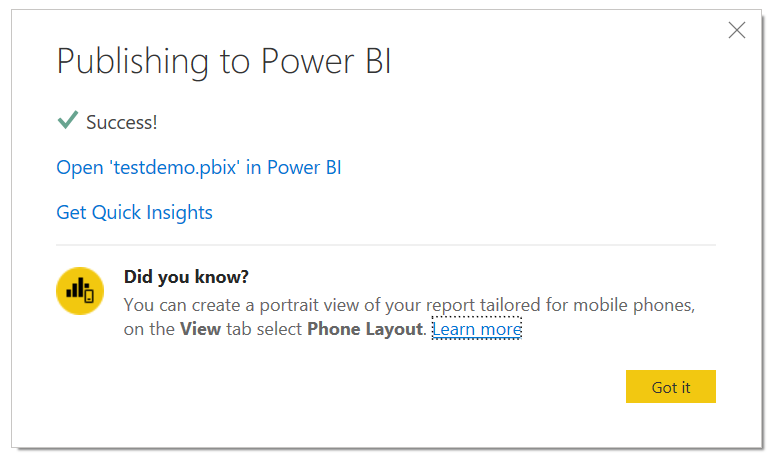 Publishing to Power BI
Success!
Open 'testdemo.pbix' in Power BI
Get Quick Insights
Did you know?
You can create a portrait view of your report tailored for mobile phones,
on the View tab select Phone Layout. Learn more
Got it